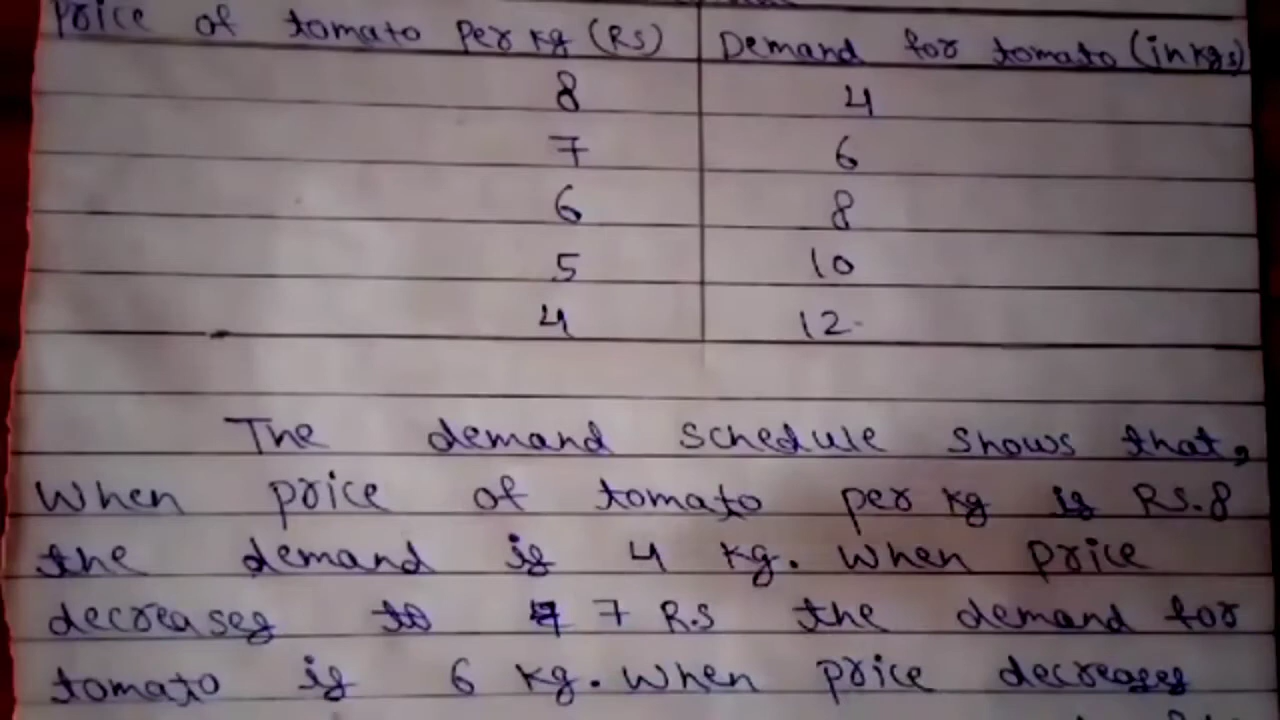 Price of tomato Per kg (RS) Demand for tomato (in kgs)
8 4
7 6
6 8
5 10
4 12
The demand schedule shows that,
When price of tomato per kg is RS.8
the demand is 4 kg. When price
decreases to 7 R.S the demand for
tomato is 6 kg. When price decreases